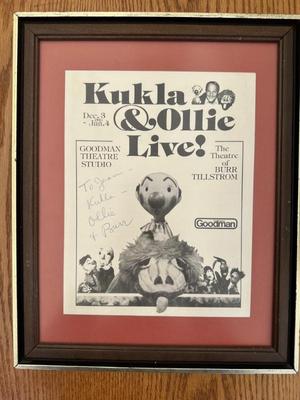 Kukla
Dec. 3
Jan. 4
& Ollie
Live!
GOODMAN
THEATRE
STUDIO
The
Theatre of
BURR
TILLSTROM
To Jean –
Kukla –
Ollie
+ Burr
Goodman